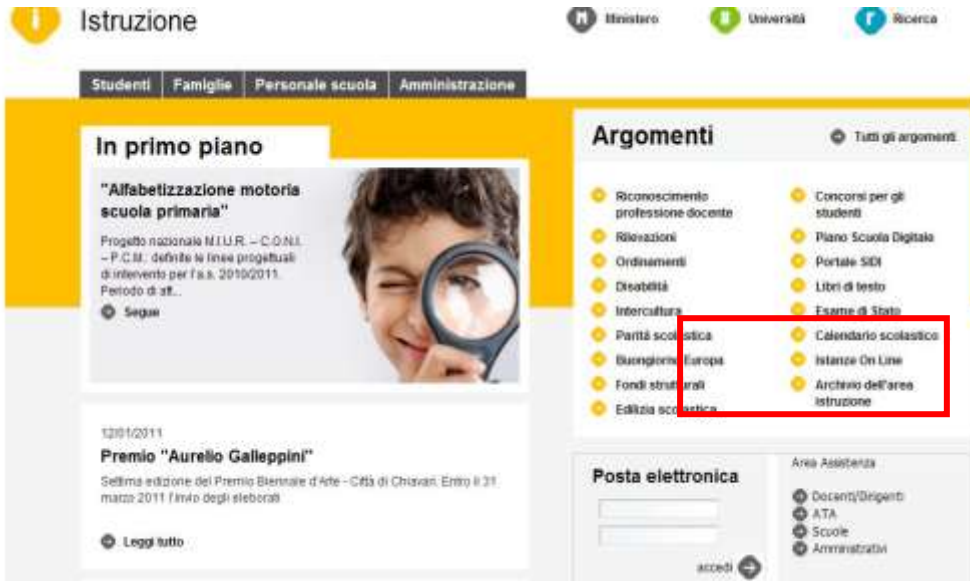 i Istruzione
m Ministero
u Università
r Ricerca
Studenti Famiglie Personale scuola Amministrazione
In primo piano
"Alfabetizzazione motoria
scuola primaria"
Progetto nazionale M.I.U.R. – C.O.N.I.
– P.C.M.: definite le linee progettuali
di intervento per l'a.s. 2010/2011.
Periodo di att...
Segue
12/01/2011
Premio "Aurelio Galleppini"
Settima edizione del Premio Biennale d'Arte - Città di Chiavari. Entro il 31
marzo 2011 l'invio degli eleborati
Leggi tutto
Argomenti
Tutti gli argomenti
Riconoscimento
professione docente
Rilevazioni
Ordinamenti
Disabilità
Intercultura
Parità scolastica
Buongiorno Europa
Fondi strutturali
Edilizia scolastica
Concorsi per gli
studenti
Piano Scuola Digitale
Portale SIDI
Libri di testo
Esame di Stato
Calendario scolastico
Istanze On Line
Archivio dell'area
istruzione
Posta elettronica
accedi
Area Assistenza
Docenti/Dirigenti
ATA
Scuole
Amministrativi